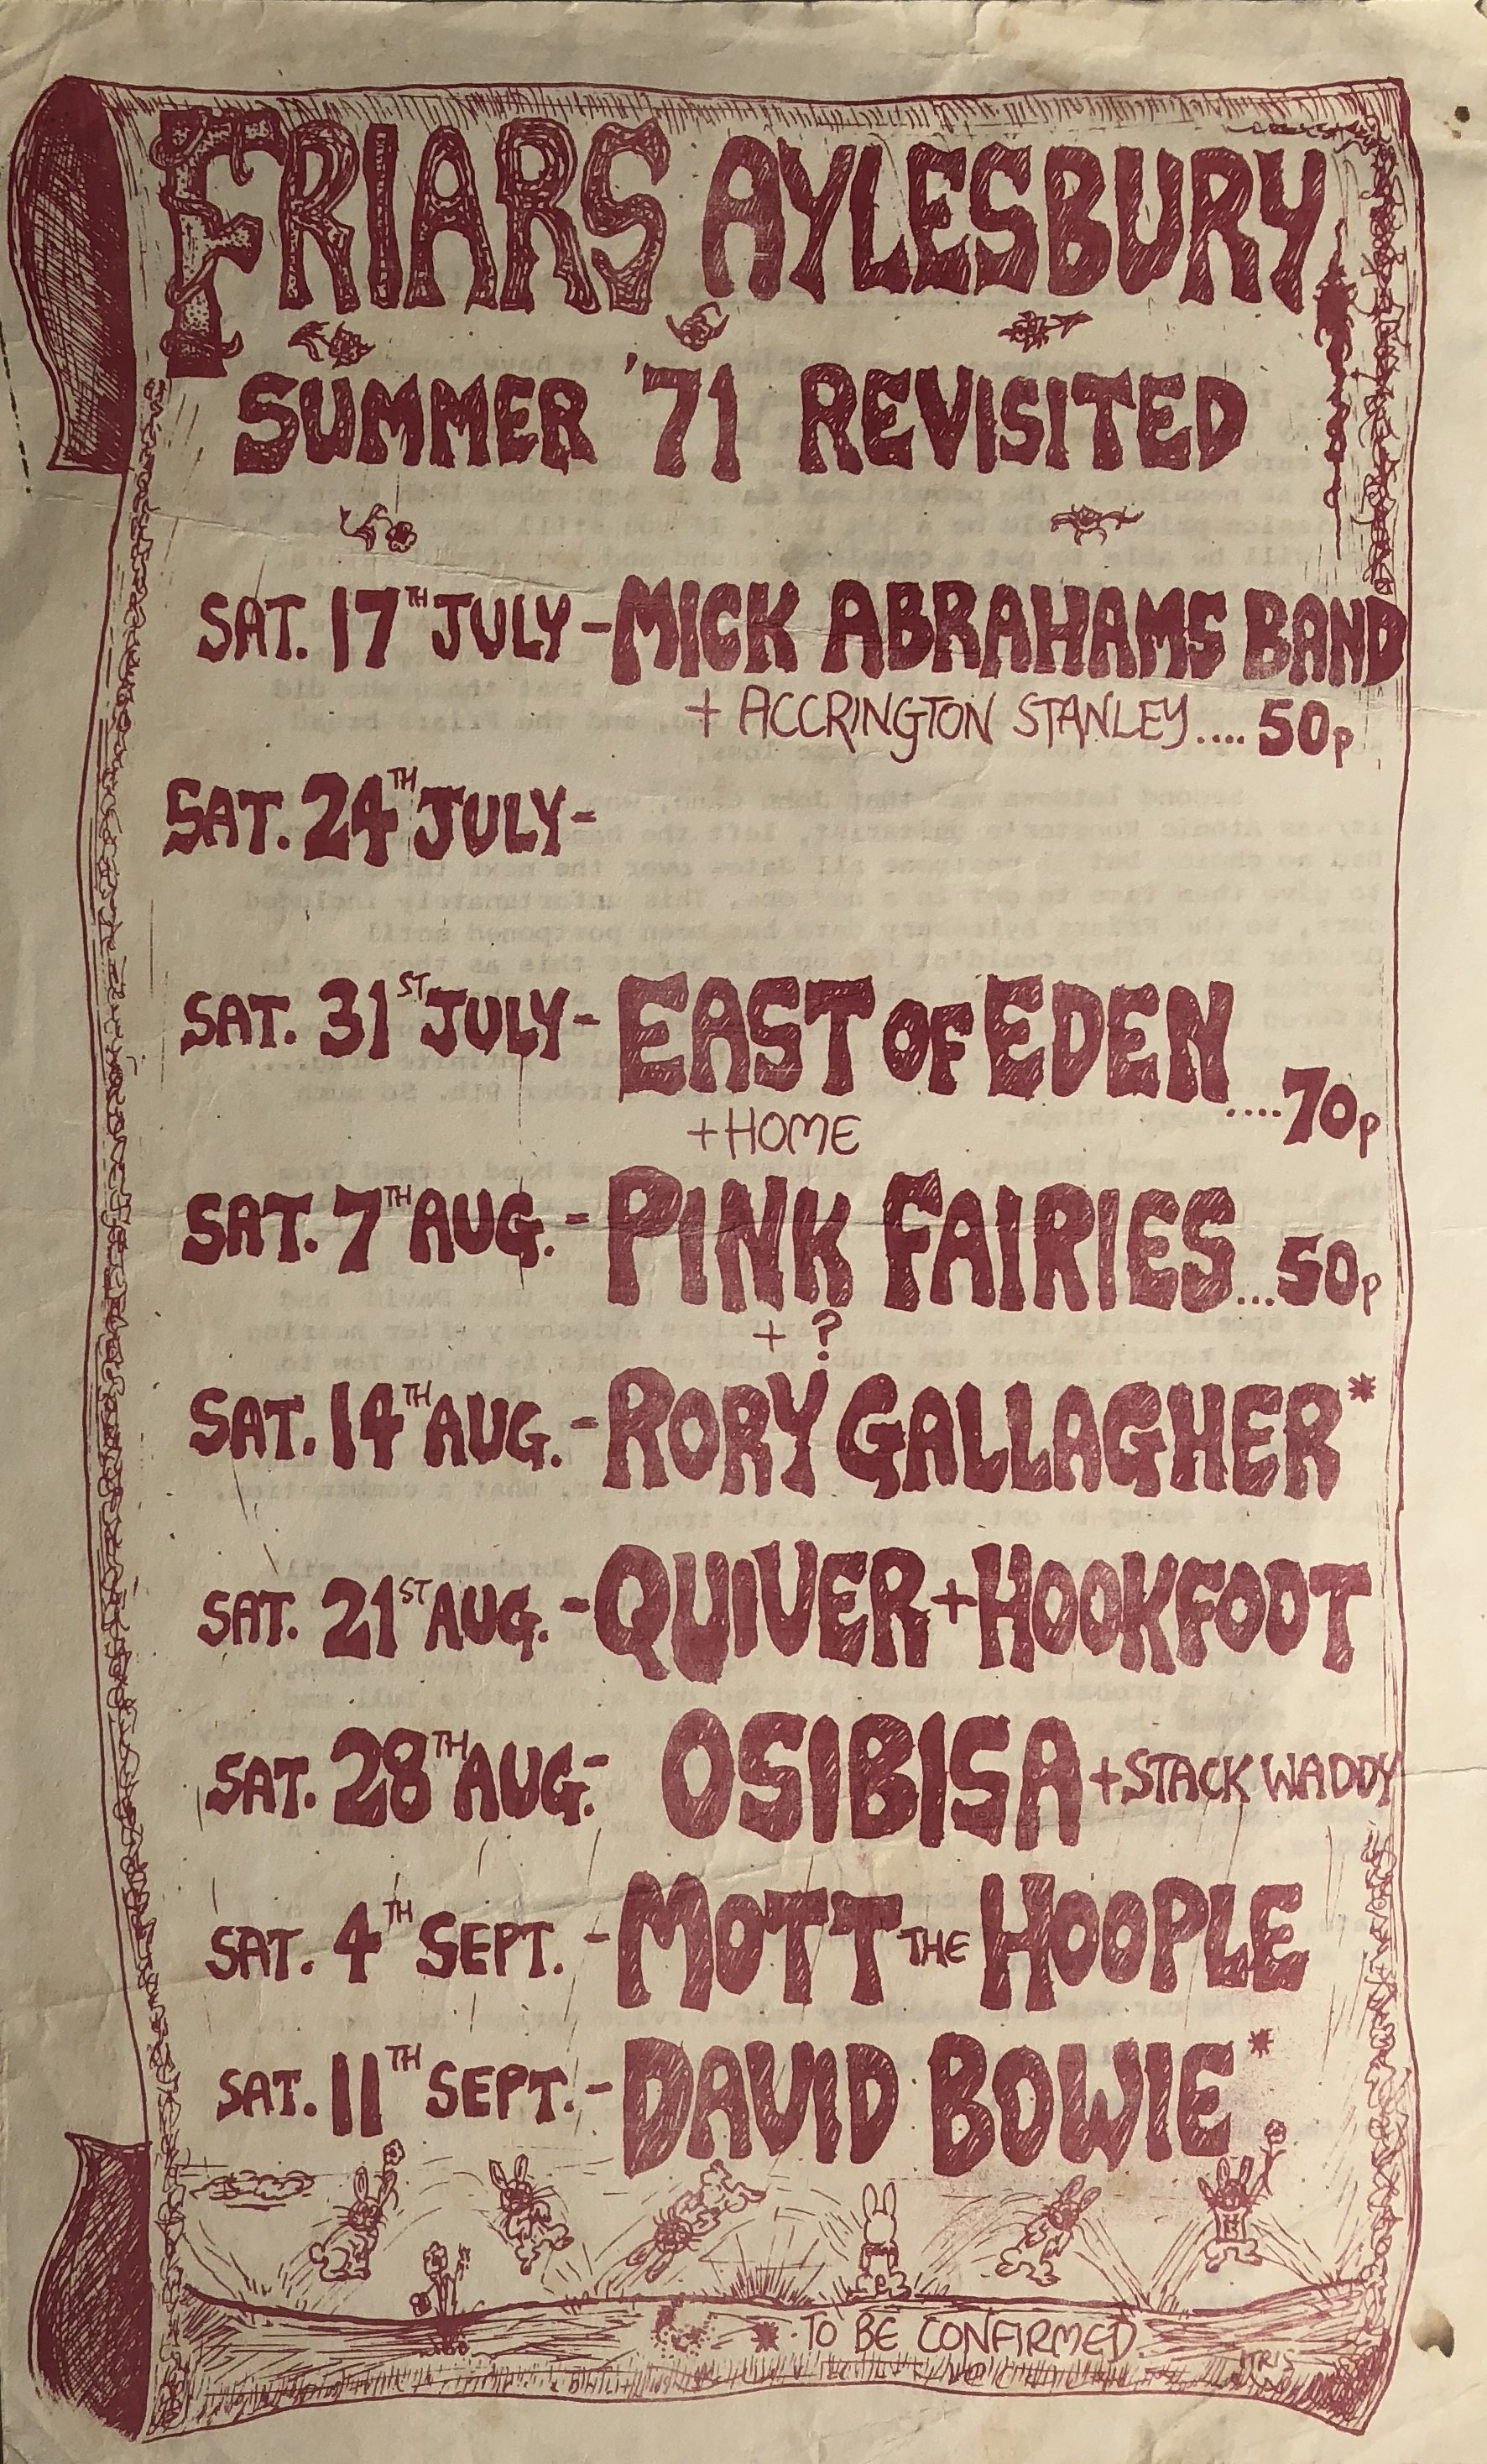 FRIARS AYLESBURY
SUMMER '71 REVISITED
SAT. 17TH JULY - MICK ABRAHAMS BAND
+ ACCRINGTON STANLEY.... 50p
SAT. 24TH JULY -
SAT. 31ST JULY - EAST OF EDEN
....70p
+ HOME
SAT. 7TH AUG. - PINK FAIRIES...50p
+ ?
SAT. 14TH AUG. - RORY GALLAGHER*
SAT. 21ST AUG. - QUIVER + HOOKFOOT
SAT. 28TH AUG. - OSIBISA + STACK WADDY
SAT. 4TH SEPT. - MOTT THE HOOPLE
SAT. 11TH SEPT. - DAVID BOWIE*
* TO BE CONFIRMED.